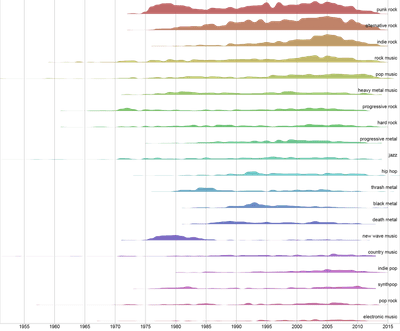 punk rock
alternative rock
indie rock
rock music
pop music
heavy metal music
progressive rock
hard rock
progressive metal
jazz
hip hop
thrash metal
black metal
death metal
new wave music
country music
indie pop
synthpop
pop rock
electronic music
1955 1960 1965 1970 1975 1980 1985 1990 1995 2000 2005 2010 2015